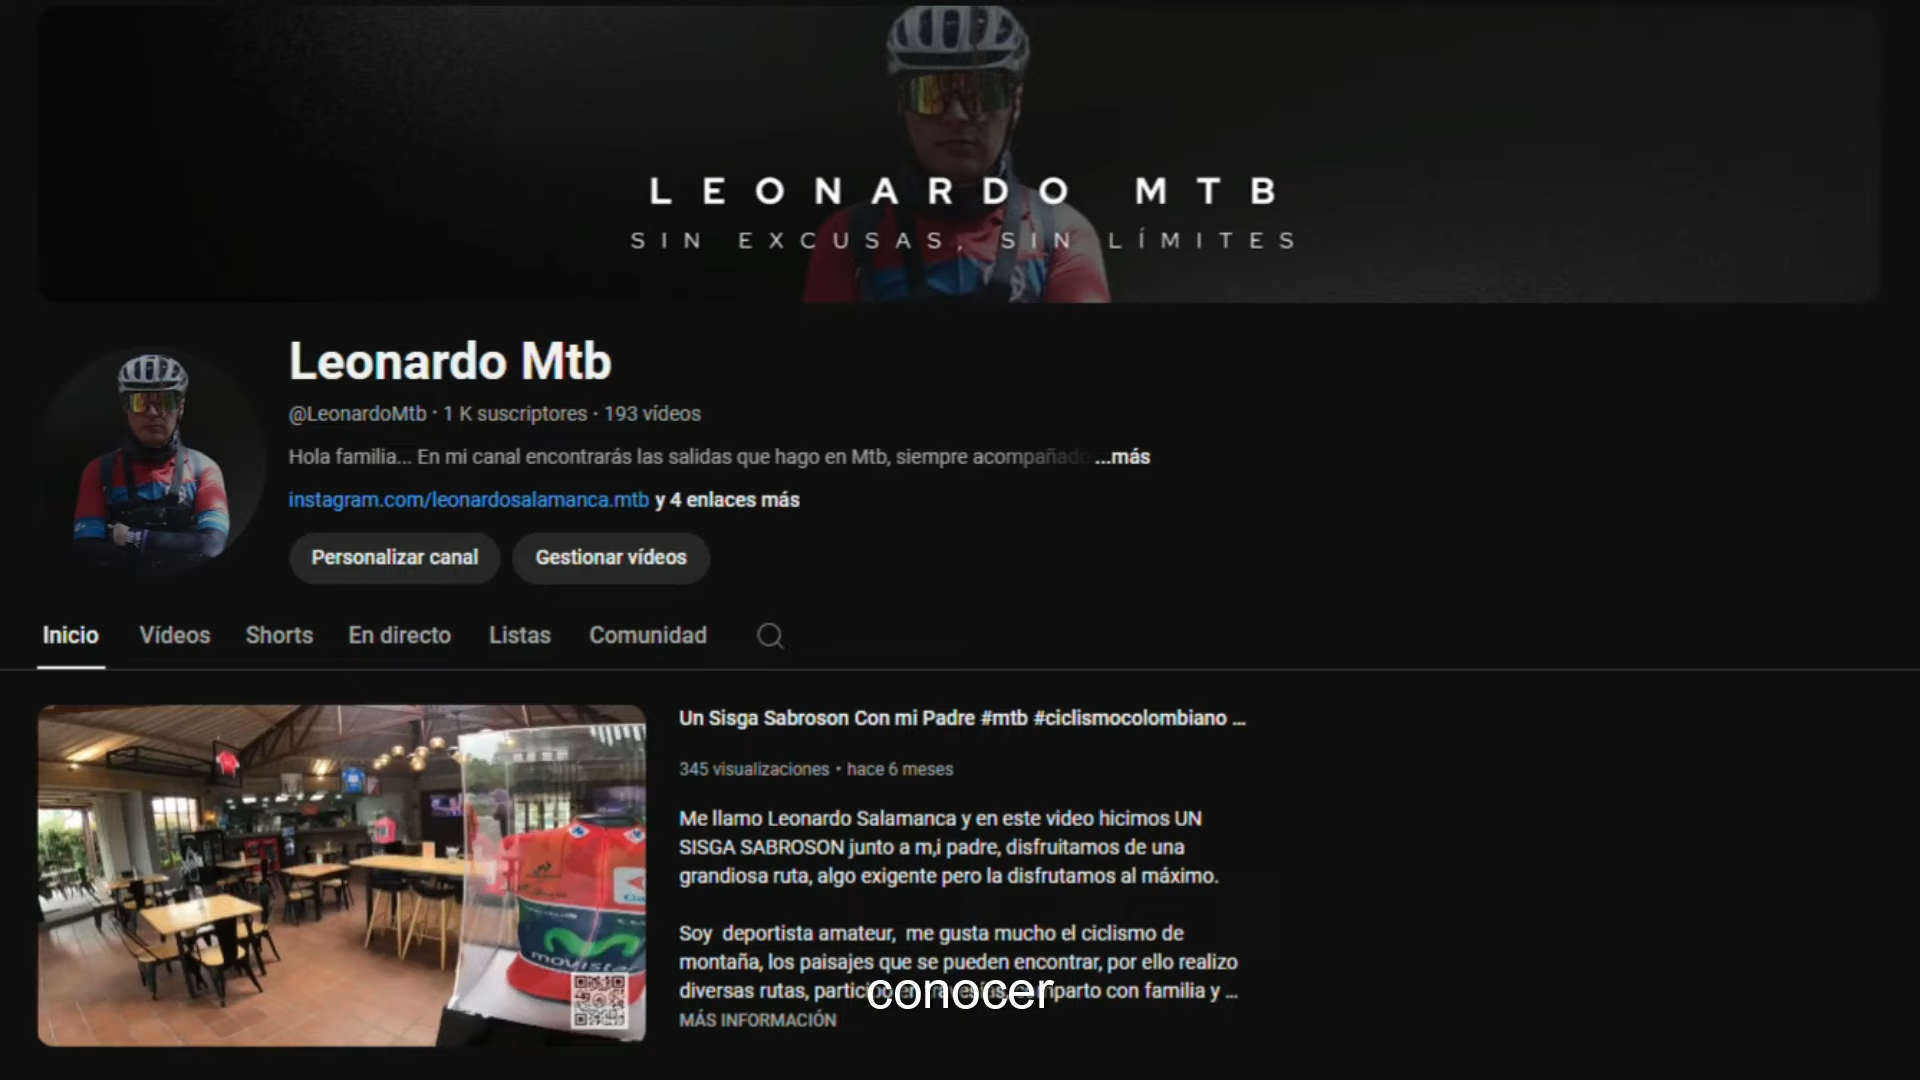 LEONARDO MTB
SIN EXCUSAS, SIN LÍMITES
Leonardo Mtb
@LeonardoMtb · 1 K suscriptores · 193 vídeos
Hola familia... En mi canal encontrarás las salidas que hago en Mtb, siempre acompañado ...más
instagram.com/leonardosalamanca.mtb y 4 enlaces más
Personalizar canal Gestionar vídeos
Inicio Vídeos Shorts En directo Listas Comunidad
Un Sisga Sabroson Con mi Padre #mtb #ciclismocolombiano ...
345 visualizaciones • hace 6 meses
Me llamo Leonardo Salamanca y en este video hicimos UN
SISGA SABROSON junto a m,i padre, disfruitamos de una
grandiosa ruta, algo exigente pero la disfrutamos al máximo.
Soy deportista amateur, me gusta mucho el ciclismo de
montaña, los paisajes que se pueden encontrar, por ello realizo
diversas rutas, comparto con familia y ...
conocer
MÁS INFORMACIÓN
movistar